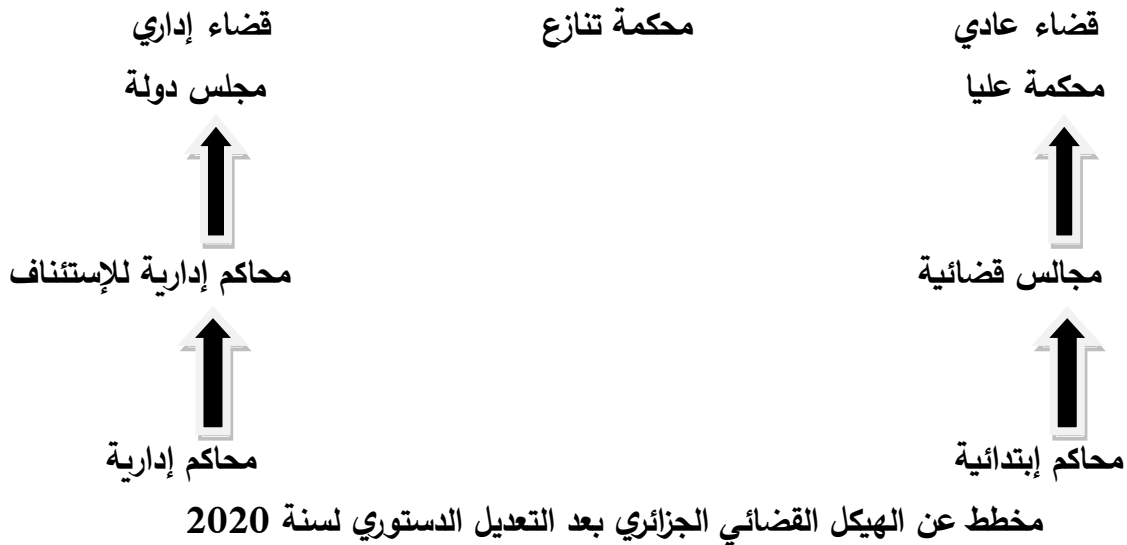 قضاء عادي محكمة تنازع قضاء إداري
محكمة عليا مجلس دولة
مجالس قضائية محاكم إدارية للإستئناف
محاكم إبتدائية محاكم إدارية
مخطط عن الهيكل القضائي الجزائري بعد التعديل الدستوري لسنة 2020